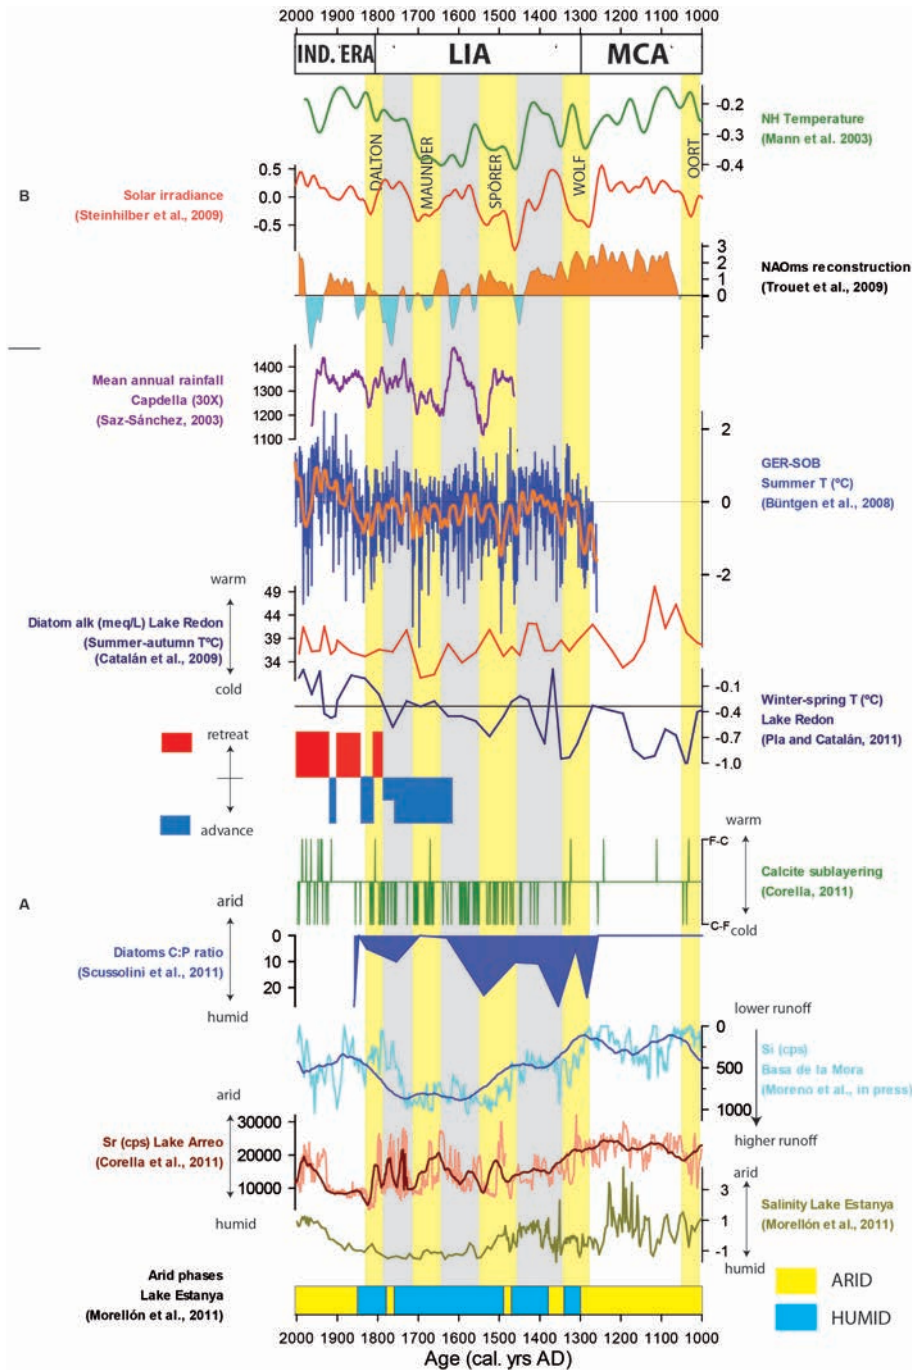 2000 1900 1800 1700 1600 1500 1400 1300 1200 1100 1000
IND. ERA LIA MCA
-0.2
-0.3
-0.4
NH Temperature
(Mann et al. 2003)
DALTON
MAUNDER
SPÖRER
WOLF
OORT
B
0.5
0.0
-0.5
Solar irradiance
(Steinhilber et al., 2009)
3
2
1
0
NAOms reconstruction
(Trouet et al., 2009)
1400
1300
1200
1100
Mean annual rainfall
Capdella (30X)
(Saz-Sánchez, 2003)
2
0
-2
GER-SOB
Summer T (ºC)
(Büntgen et al., 2008)
warm
49
44
39
34
Diatom alk (meq/L) Lake Redon
(Summer-autumn TºC)
(Catalán et al., 2009)
cold
-0.1
-0.4
-0.7
-1.0
Winter-spring T (ºC)
Lake Redon
(Pla and Catalán, 2011)
retreat
advance
warm
F-C
C-F
Calcite sublayering
(Corella, 2011)
cold
A
arid
0
10
20
Diatoms C:P ratio
(Scussolini et al., 2011)
humid
lower runoff
0
500
1000
Si (cps)
Basa de la Mora
(Moreno et al., in press)
higher runoff
arid
30000
20000
10000
Sr (cps) Lake Arreo
(Corella et al., 2011)
humid
arid
3
1
-1
Salinity Lake Estanya
(Morellón et al., 2011)
humid
Arid phases
Lake Estanya
(Morellón et al., 2011)
ARID
HUMID
2000 1900 1800 1700 1600 1500 1400 1300 1200 1100 1000
Age (cal. yrs AD)